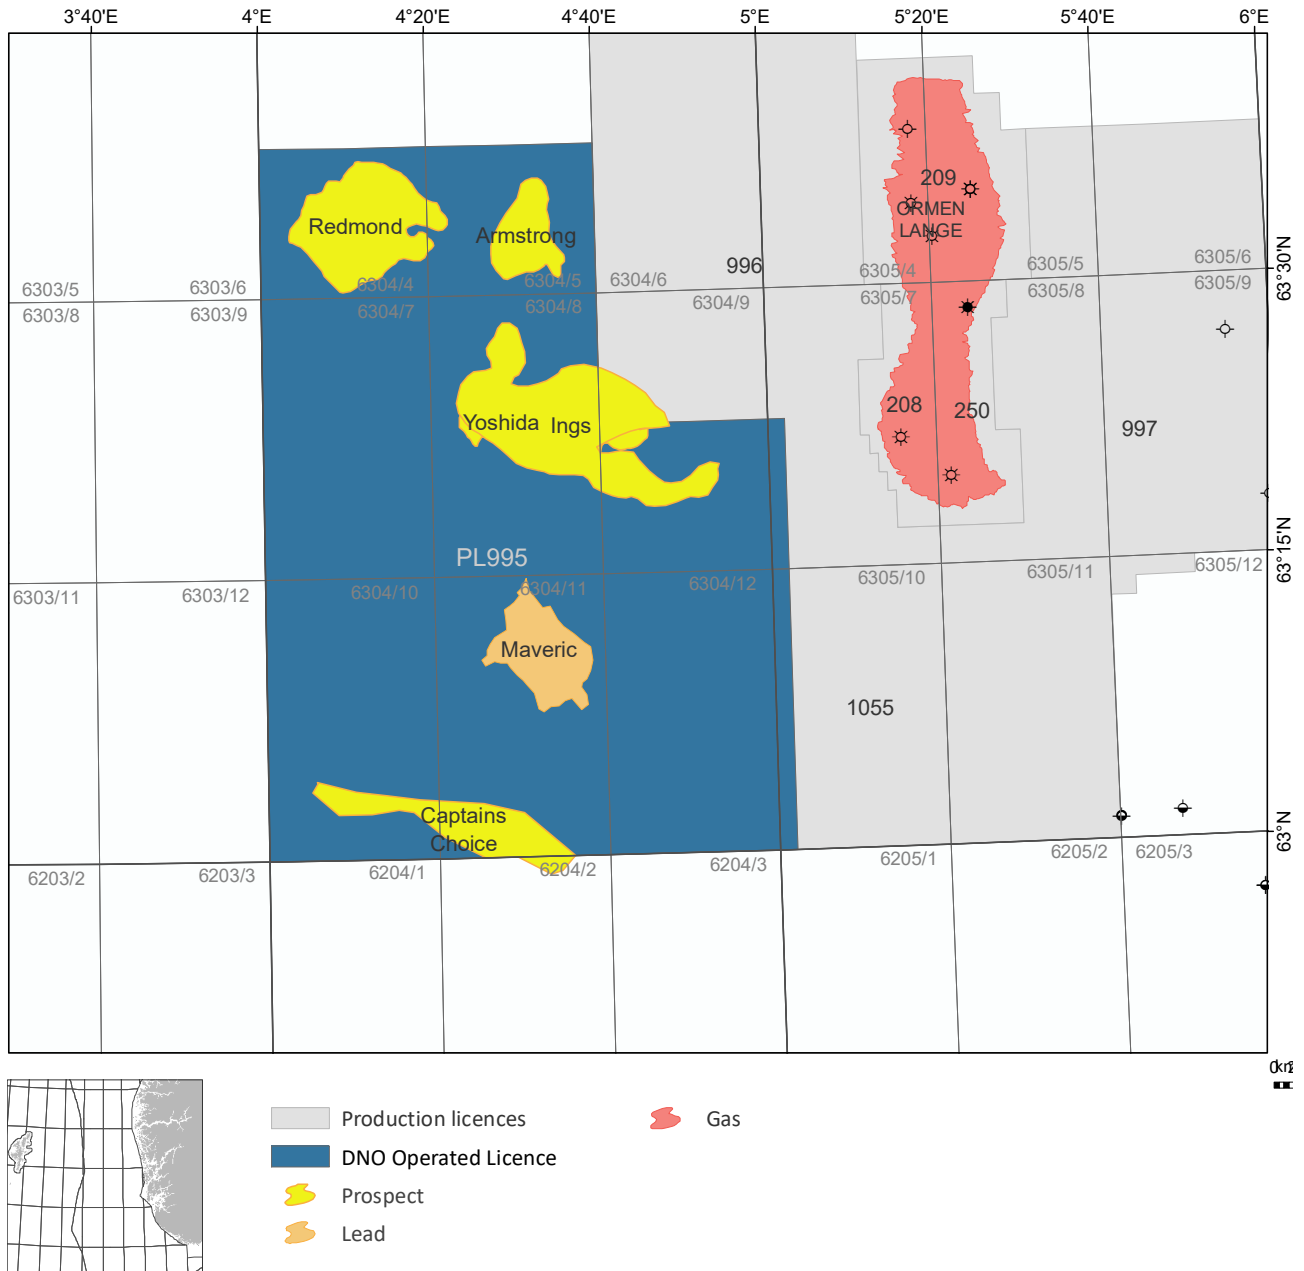 3°40'E
4°E
4°20'E
4°40'E
5°E
5°20'E
5°40'E
6°E
209
Redmond
ORMEN
Armstrong
LANGE
996
6304/4
6304/5
6304/6
6305/4
6305/5
6305/6
63°30'N
6303/5
6303/6
6303/8
6303/9
6304/7
6304/8
6304/9
6305/7
6305/8
6305/9
208
250
Yoshida
Ings
997
PL995
63°15'N
6303/11
6303/12
6304/10
6304/11
6304/12
6305/10
6305/11
6305/12
Maveric
1055
Captains
Choice
63°N
6203/2
6203/3
6204/1
6204/2
6204/3
6205/1
6205/2
6205/3
Production licences
Gas
DNO Operated Licence
Prospect
Lead